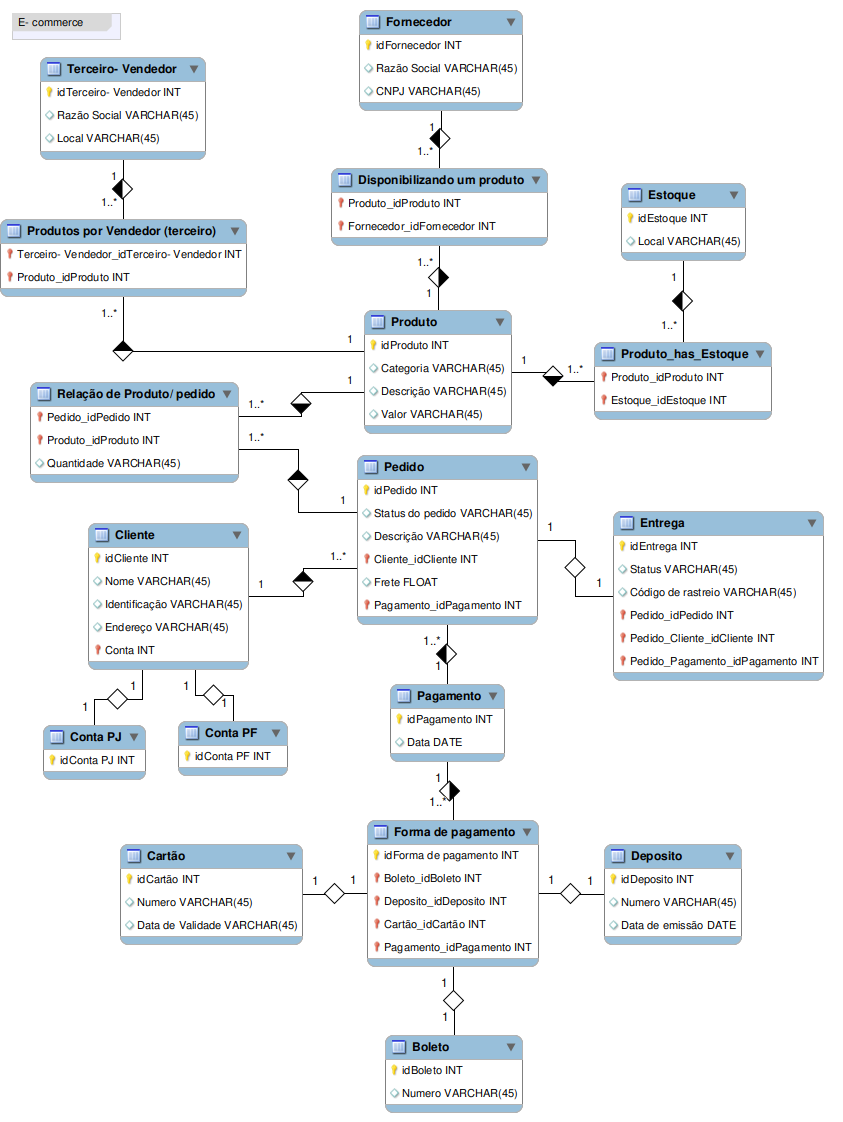 E- commerce
Fornecedor
idFornecedor INT
Razão Social VARCHAR(45)
CNPJ VARCHAR(45)
Terceiro- Vendedor
idTerceiro- Vendedor INT
Razão Social VARCHAR(45)
Local VARCHAR(45)
1
1..*
1
1..*
Disponibilizando um produto
Produto_idProduto INT
Fornecedor_idFornecedor INT
Estoque
idEstoque INT
Local VARCHAR(45)
Produtos por Vendedor (terceiro)
Terceiro- Vendedor_idTerceiro- Vendedor INT
Produto_idProduto INT
1..*
1
1
1..*
1..*
1
Produto
idProduto INT
Categoria VARCHAR(45)
Descrição VARCHAR(45)
Valor VARCHAR(45)
1
1..*
Produto_has_Estoque
Produto_idProduto INT
Estoque_idEstoque INT
Relação de Produto/ pedido
Pedido_idPedido INT
Produto_idProduto INT
Quantidade VARCHAR(45)
1
1..*
1..*
1
Pedido
idPedido INT
Status do pedido VARCHAR(45)
Descrição VARCHAR(45)
Cliente_idCliente INT
Frete FLOAT
Pagamento_idPagamento INT
Cliente
idCliente INT
Nome VARCHAR(45)
Identificação VARCHAR(45)
Endereço VARCHAR(45)
Conta INT
1
1..*
1
1
Entrega
idEntrega INT
Status VARCHAR(45)
Código de rastreio VARCHAR(45)
Pedido_idPedido INT
Pedido_Cliente_idCliente INT
Pedido_Pagamento_idPagamento INT
1
1
1
1
Conta PJ
idConta PJ INT
Conta PF
idConta PF INT
1..*
1
Pagamento
idPagamento INT
Data DATE
1
1..*
Forma de pagamento
idForma de pagamento INT
Boleto_idBoleto INT
Deposito_idDeposito INT
Cartão_idCartão INT
Pagamento_idPagamento INT
Cartão
idCartão INT
Numero VARCHAR(45)
Data de Validade VARCHAR(45)
1
1
1
1
Deposito
idDeposito INT
Numero VARCHAR(45)
Data de emissão DATE
1
1
Boleto
idBoleto INT
Numero VARCHAR(45)